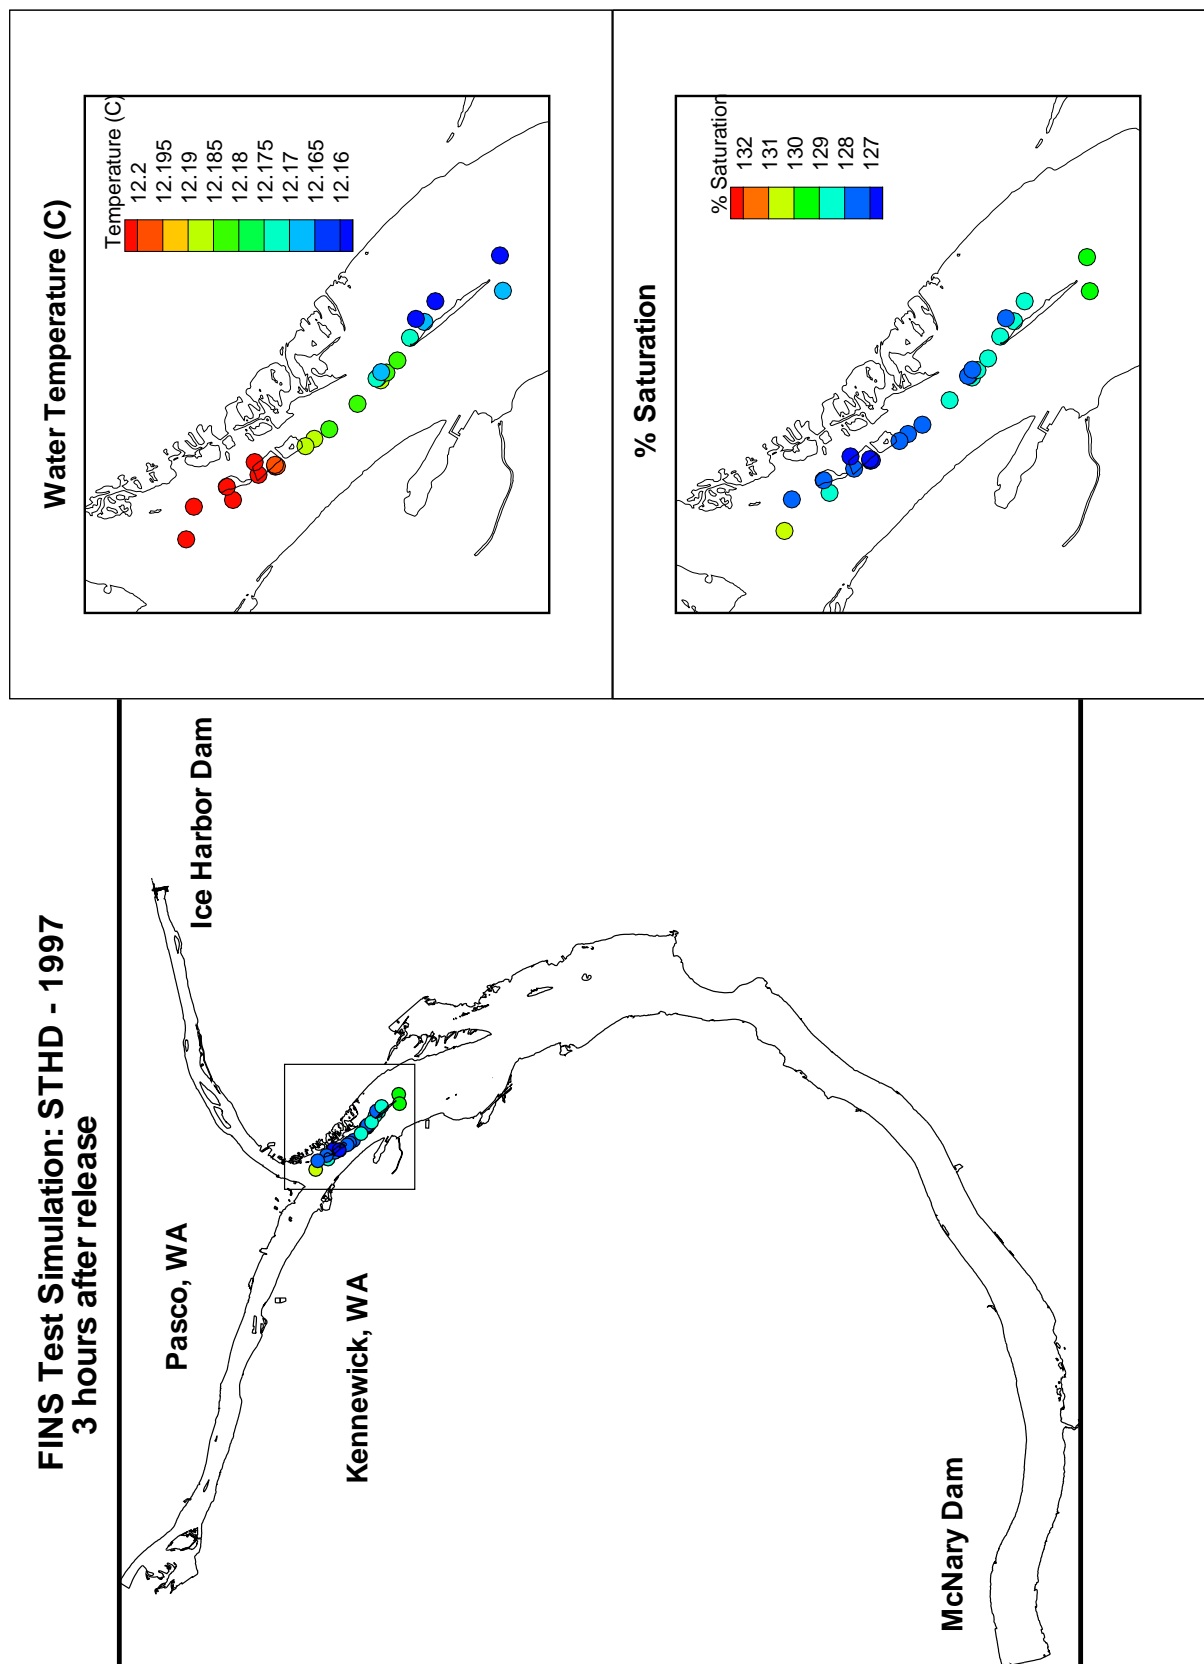 FINS Test Simulation: STHD - 1997
3 hours after release
Ice Harbor Dam
Pasco, WA
Kennewick, WA
McNary Dam
Water Temperature (C)
Temperature (C)
12.2
12.195
12.19
12.185
12.18
12.175
12.17
12.165
12.16
% Saturation
% Saturation
132
131
130
129
128
127